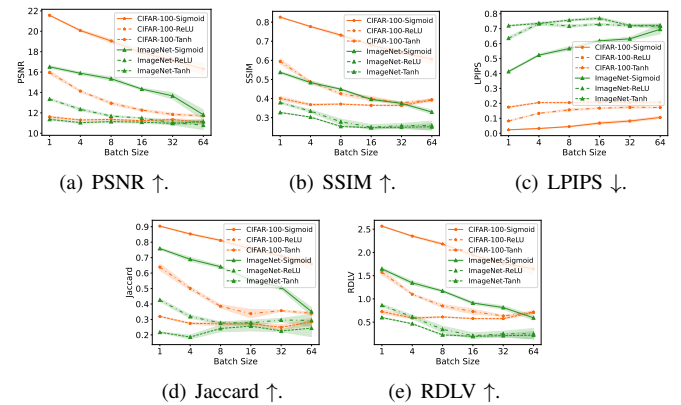 22
20
18
16
14
12
10
PSNR
1 4 8 16 32 64
Batch Size
CIFAR-100-Sigmoid
CIFAR-100-ReLU
CIFAR-100-Tanh
ImageNet-Sigmoid
ImageNet-ReLU
ImageNet-Tanh
(a) PSNR ↑.
0.8
0.7
0.6
0.5
0.4
0.3
SSIM
1 4 8 16 32 64
Batch Size
CIFAR-100-Sigmoid
CIFAR-100-ReLU
CIFAR-100-Tanh
ImageNet-Sigmoid
ImageNet-ReLU
ImageNet-Tanh
(b) SSIM ↑.
0.8
0.7
0.6
0.5
0.4
0.3
0.2
0.1
0.0
LPIPS
1 4 8 16 32 64
Batch Size
CIFAR-100-Sigmoid
CIFAR-100-ReLU
CIFAR-100-Tanh
ImageNet-Sigmoid
ImageNet-ReLU
ImageNet-Tanh
(c) LPIPS ↓.
0.9
0.8
0.7
0.6
0.5
0.4
0.3
0.2
Jaccard
1 4 8 16 32 64
Batch Size
CIFAR-100-Sigmoid
CIFAR-100-ReLU
CIFAR-100-Tanh
ImageNet-Sigmoid
ImageNet-ReLU
ImageNet-Tanh
(d) Jaccard ↑.
2.5
2.0
1.5
1.0
0.5
RDLV
1 4 8 16 32 64
Batch Size
CIFAR-100-Sigmoid
CIFAR-100-ReLU
CIFAR-100-Tanh
ImageNet-Sigmoid
ImageNet-ReLU
ImageNet-Tanh
(e) RDLV ↑.